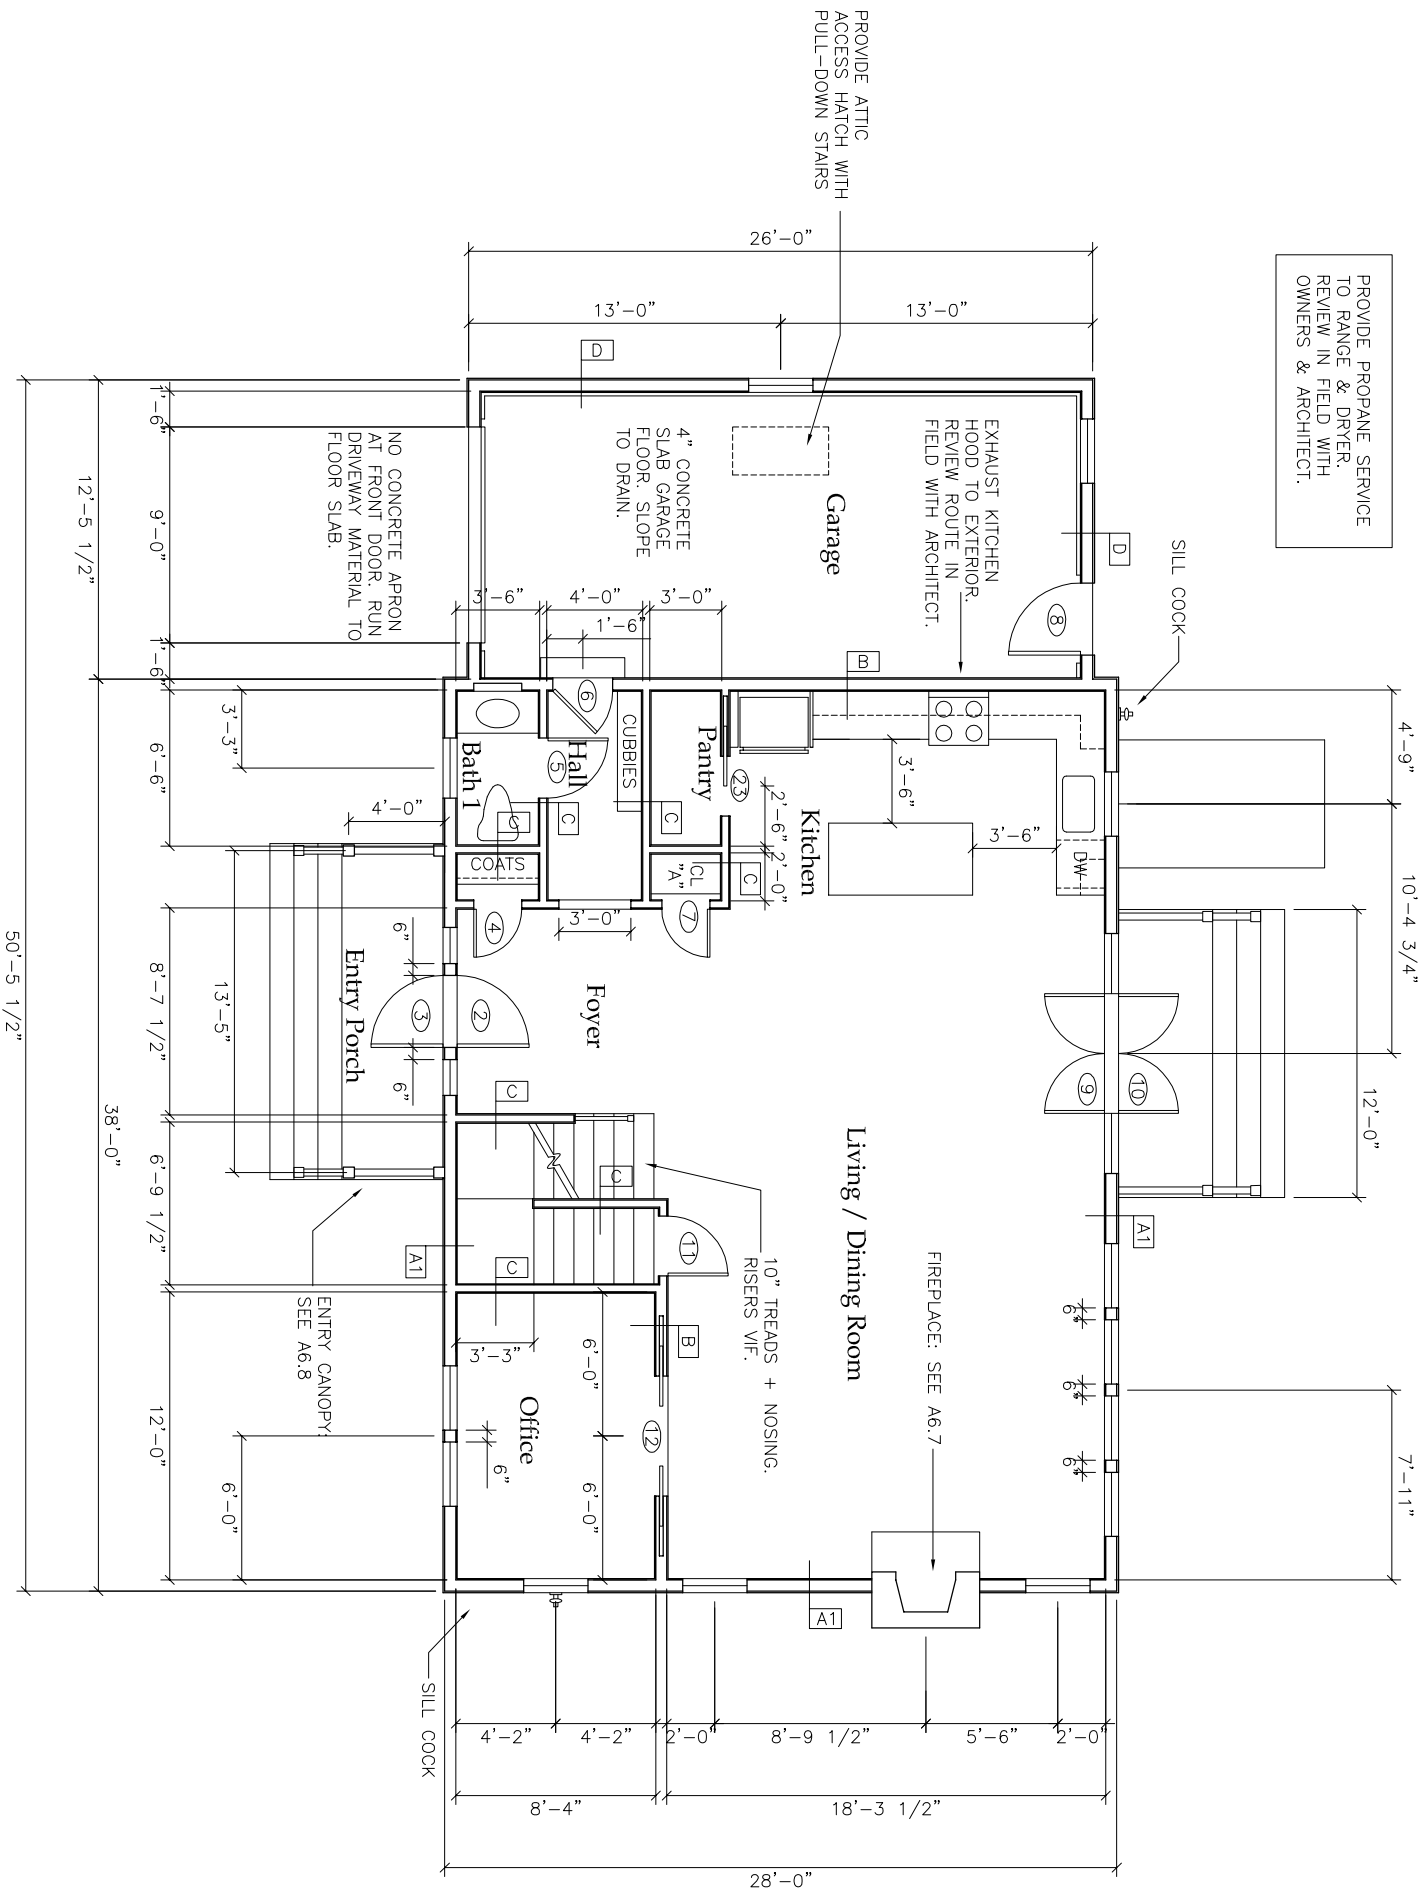 PROVIDE PROPANE SERVICE
TO RANGE & DRYER.
REVIEW IN FIELD WITH
OWNERS & ARCHITECT.
4'-9"
10'-4 3/4"
7'-11"
12'-0"
SILL COCK
PROVIDE ATTIC
ACCESS HATCH WITH
PULL-DOWN STAIRS
26'-0"
13'-0"
13'-0"
D
D
8
EXHAUST KITCHEN
HOOD TO EXTERIOR.
REVIEW ROUTE IN
FIELD WITH ARCHITECT.
Garage
4" CONCRETE
SLAB GARAGE
FLOOR. SLOPE
TO DRAIN.
3'-0"
4'-0"
3'-6"
1'-6"
B
DW
3'-6"
3'-6"
Kitchen
23
2'-6"
2'-0"
Pantry
C
C
CL
"A"
7
CUBBIES
6
Hall
5
C
C
Bath 1
COATS
4
3'-0"
Foyer
2
3
6"
6"
9
10
A1
6"
6"
6"
Living / Dining Room
FIREPLACE: SEE A6.7
10" TREADS + NOSING.
RISERS VIF.
11
C
C
C
A1
B
12
6'-0"
6'-0"
3'-3"
Office
6"
A1
Entry Porch
ENTRY CANOPY:
SEE A6.8
4'-0"
13'-5"
3'-3"
6'-0"
NO CONCRETE APRON
AT FRONT DOOR. RUN
DRIVEWAY MATERIAL TO
FLOOR SLAB.
1'-6"
9'-0"
1'-6"
6'-6"
8'-7 1/2"
6'-9 1/2"
12'-0"
12'-5 1/2"
38'-0"
50'-5 1/2"
SILL COCK
4'-2"
4'-2"
2'-0"
8'-9 1/2"
5'-6"
2'-0"
8'-4"
18'-3 1/2"
28'-0"